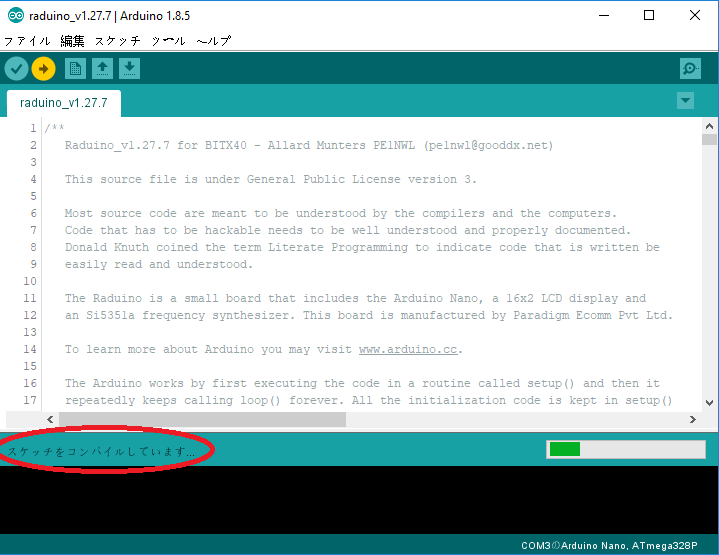 raduino_v1.27.7 | Arduino 1.8.5
ファイル 編集 スケッチ ツール ヘルプ
raduino_v1.27.7
1 /**
2 Raduino_v1.27.7 for BITX40 - Allard Munters PE1NWL (pe1nwl@gooddx.net)
3
4 This source file is under General Public License version 3.
5
6 Most source code are meant to be understood by the compilers and the computers.
7 Code that has to be hackable needs to be well understood and properly documented.
8 Donald Knuth coined the term Literate Programming to indicate code that is written be
9 easily read and understood.
10
11 The Raduino is a small board that includes the Arduino Nano, a 16x2 LCD display and
12 an Si5351a frequency synthesizer. This board is manufactured by Paradigm Ecomm Pvt Ltd.
13
14 To learn more about Arduino you may visit www.arduino.cc.
15
16 The Arduino works by first executing the code in a routine called setup() and then it
17 repeatedly keeps calling loop() forever. All the initialization code is kept in setup()
スケッチをコンパイルしています...
COM3のArduino Nano, ATmega328P